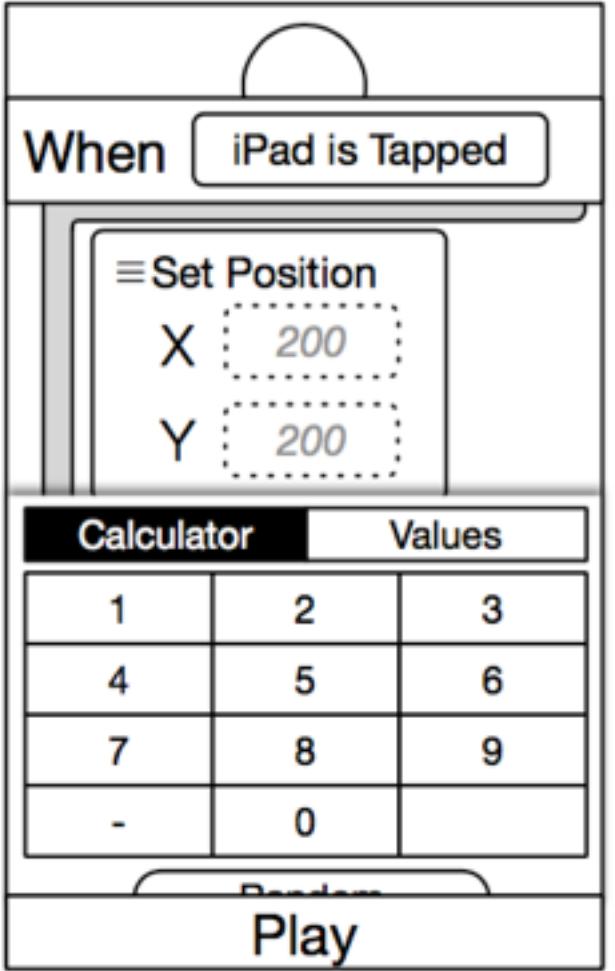 When iPad is Tapped
Set Position
X 200
Y 200
Calculator Values
1 2 3
4 5 6
7 8 9
- 0
Random
Play